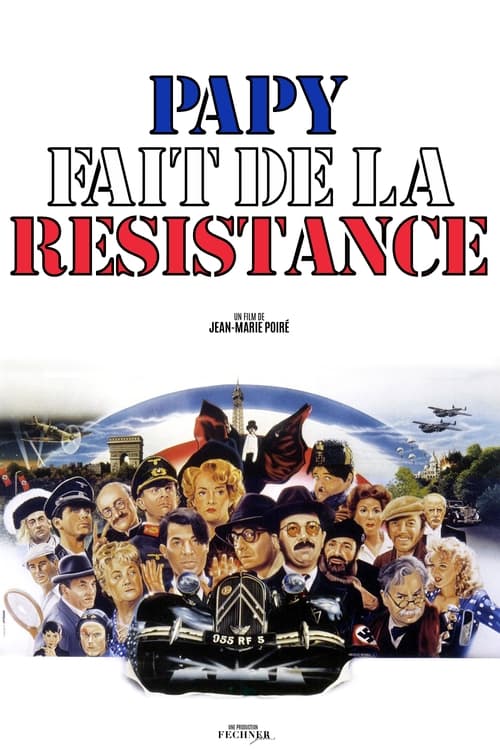 PAPY
FAIT DE LA
RESISTANCE
UN FILM DE
JEAN-MARIE POIRÉ
955 RF 5
UNE PRODUCTION
FECHNER